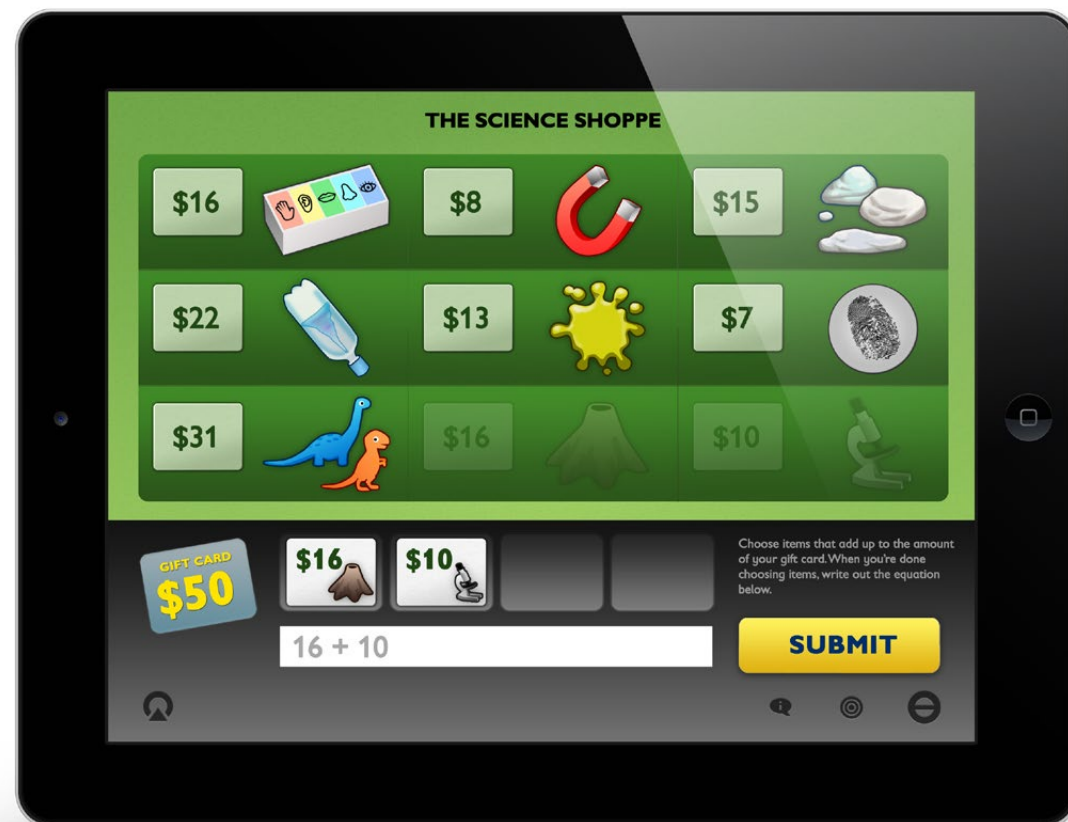 THE SCIENCE SHOPPE
$16
$8
$15
$22
$13
$7
$31
$16
$10
GIFT CARD
$50
$16
$10
Choose items that add up to the amount
of your gift card. When you're done
choosing items, write out the equation
below.
16 + 10
SUBMIT